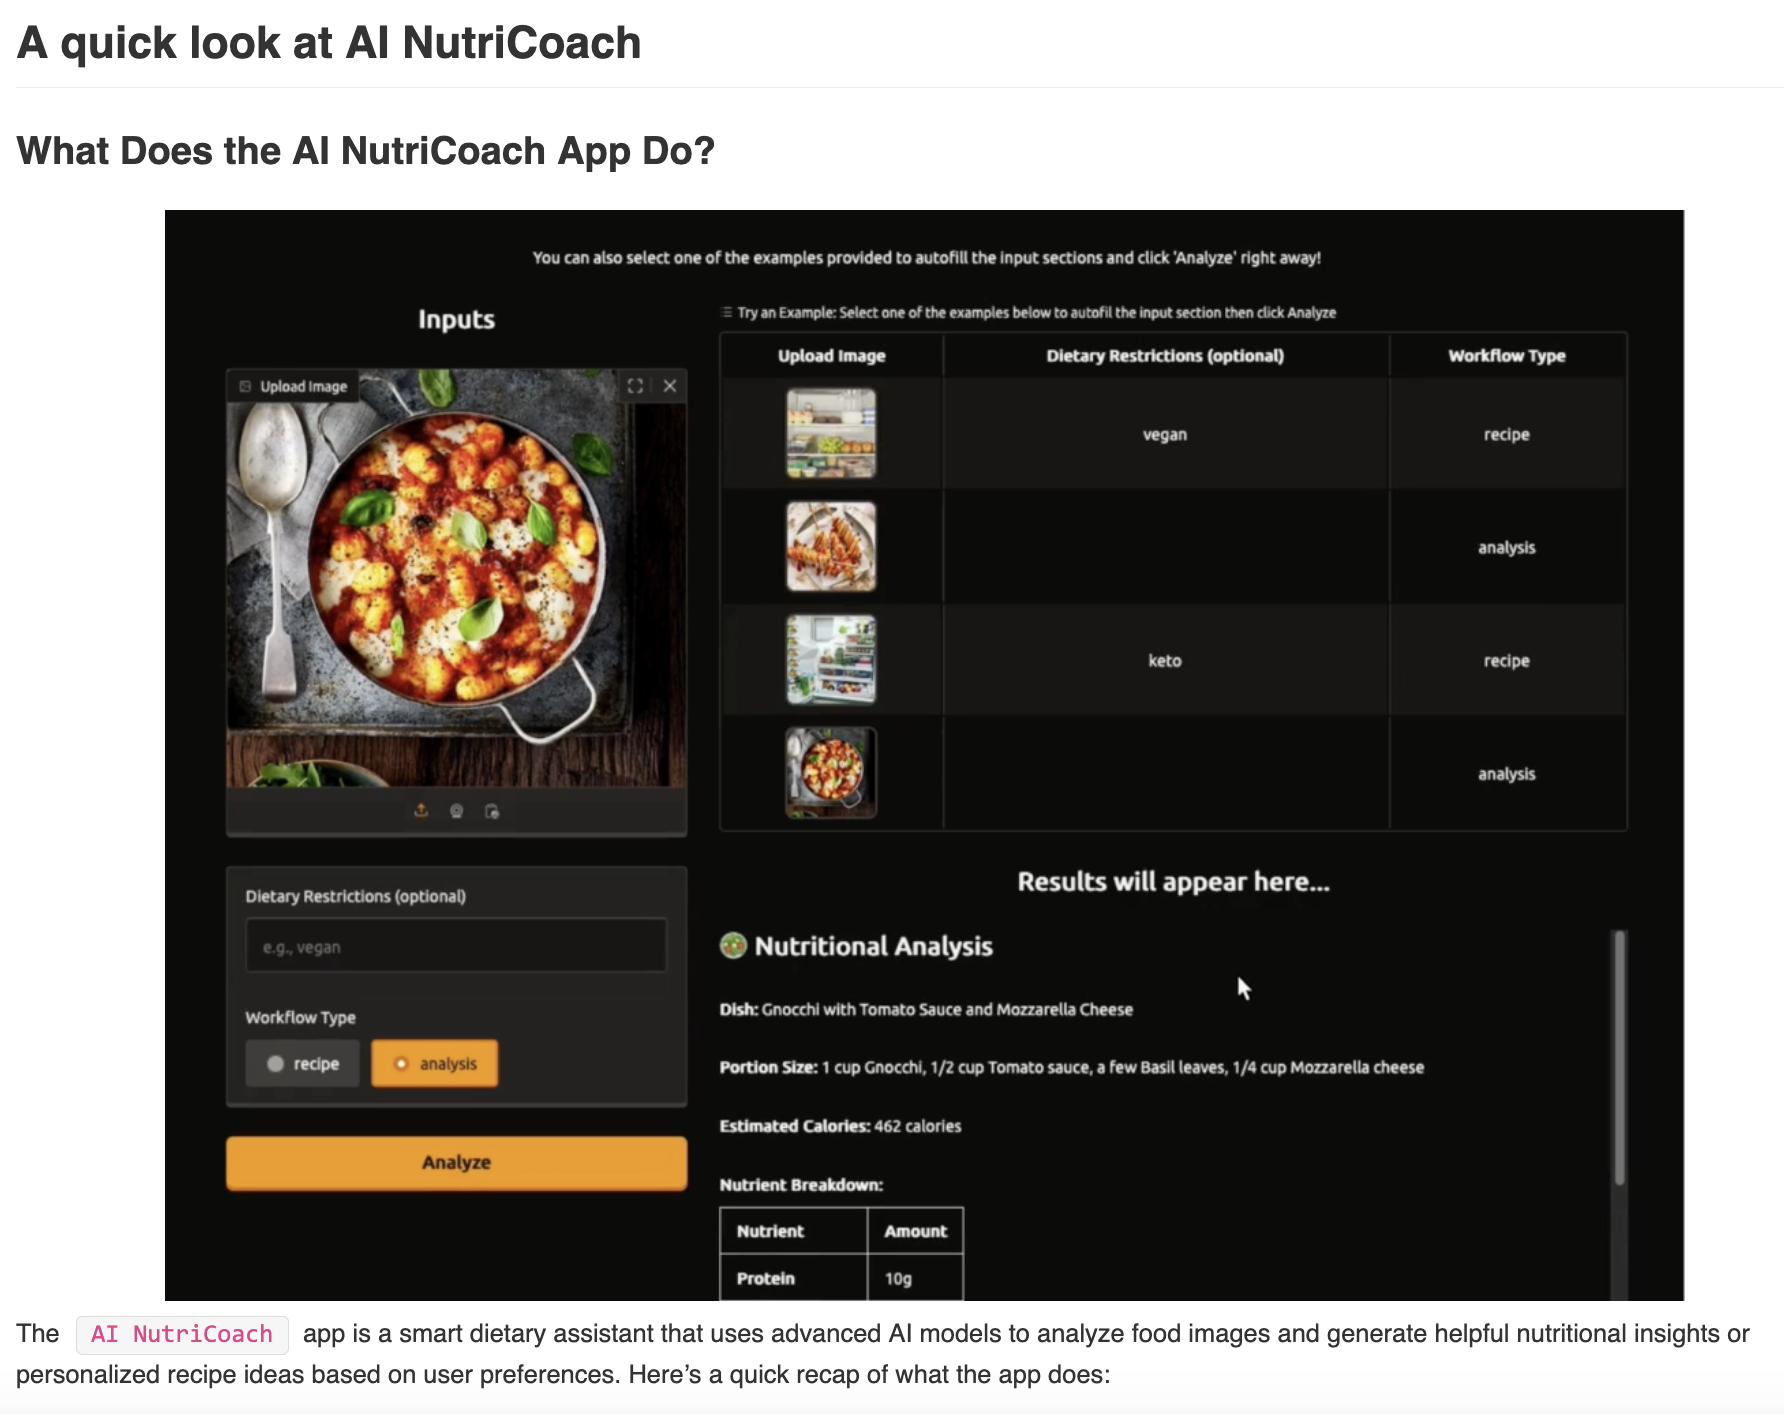 A quick look at AI NutriCoach
What Does the AI NutriCoach App Do?
You can also select one of the examples provided to autofill the input sections and click 'Analyze' right away!
Inputs
Upload Image
Try an Example: Select one of the examples below to autofil the input section then click Analyze
Upload Image Dietary Restrictions (optional) Workflow Type
vegan recipe
analysis
keto recipe
analysis
Dietary Restrictions (optional)
e.g., vegan
Workflow Type
recipe analysis
Analyze
Results will appear here...
Nutritional Analysis
Dish: Gnocchi with Tomato Sauce and Mozzarella Cheese
Portion Size: 1 cup Gnocchi, 1/2 cup Tomato sauce, a few Basil leaves, 1/4 cup Mozzarella cheese
Estimated Calories: 462 calories
Nutrient Breakdown:
Nutrient Amount
Protein 10g
The AI NutriCoach app is a smart dietary assistant that uses advanced AI models to analyze food images and generate helpful nutritional insights or
personalized recipe ideas based on user preferences. Here’s a quick recap of what the app does: